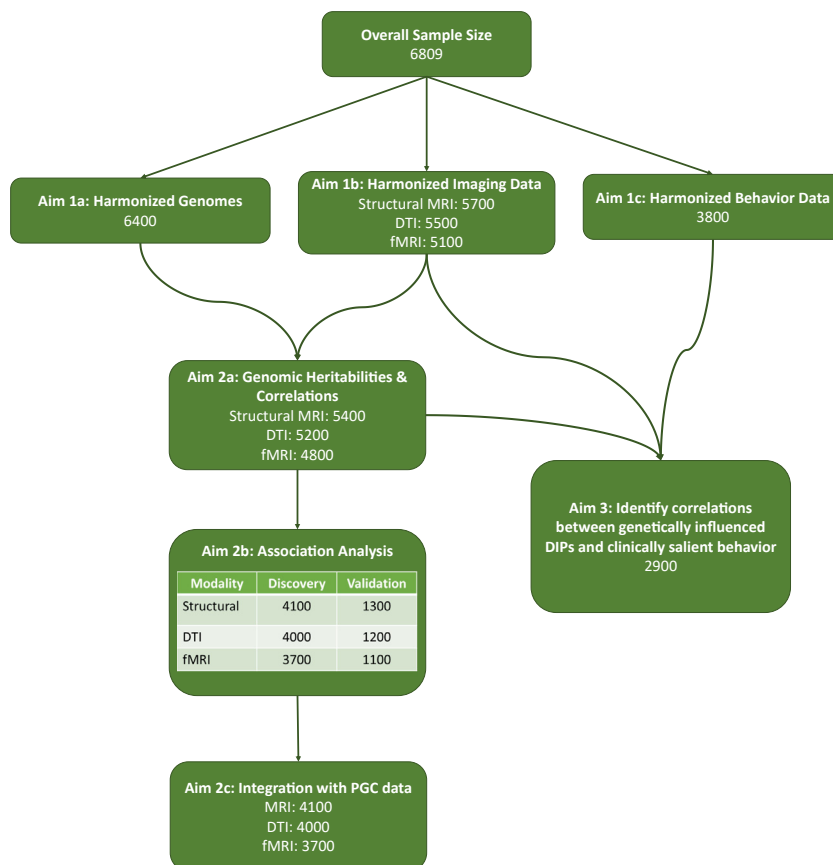 Overall Sample Size
6809
Aim 1a: Harmonized Genomes
6400
Aim 1b: Harmonized Imaging Data
Structural MRI: 5700
DTI: 5500
fMRI: 5100
Aim 1c: Harmonized Behavior Data
3800
Aim 2a: Genomic Heritabilities &
Correlations
Structural MRI: 5400
DTI: 5200
fMRI: 4800
Aim 3: Identify correlations
between genetically influenced
DIPs and clinically salient behavior
2900
Aim 2b: Association Analysis
Modality Discovery Validation
Structural 4100 1300
DTI 4000 1200
fMRI 3700 1100
Aim 2c: Integration with PGC data
MRI: 4100
DTI: 4000
fMRI: 3700